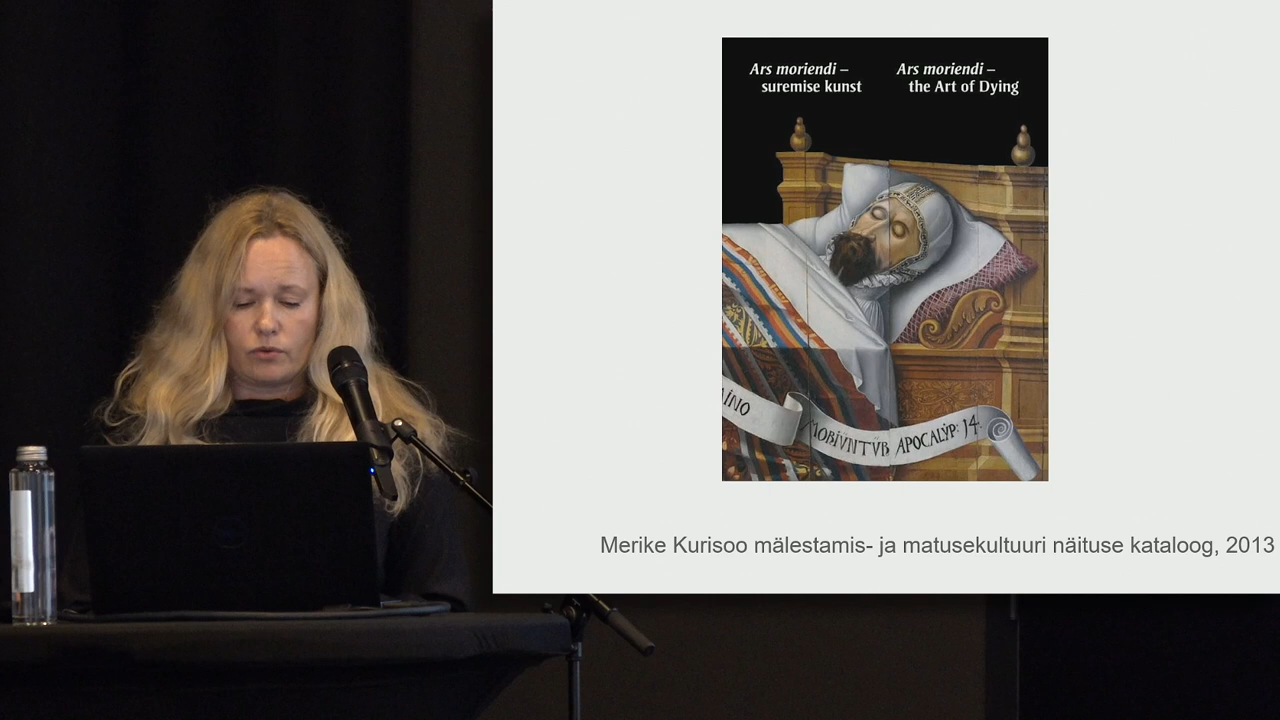 Ars moriendi –
suremise kunst
Ars moriendi –
the Art of Dying
MORIVNTVR APOCALYP: 14.
Merike Kurisoo mälestamis- ja matusekultuuri näituse kataloog, 2013